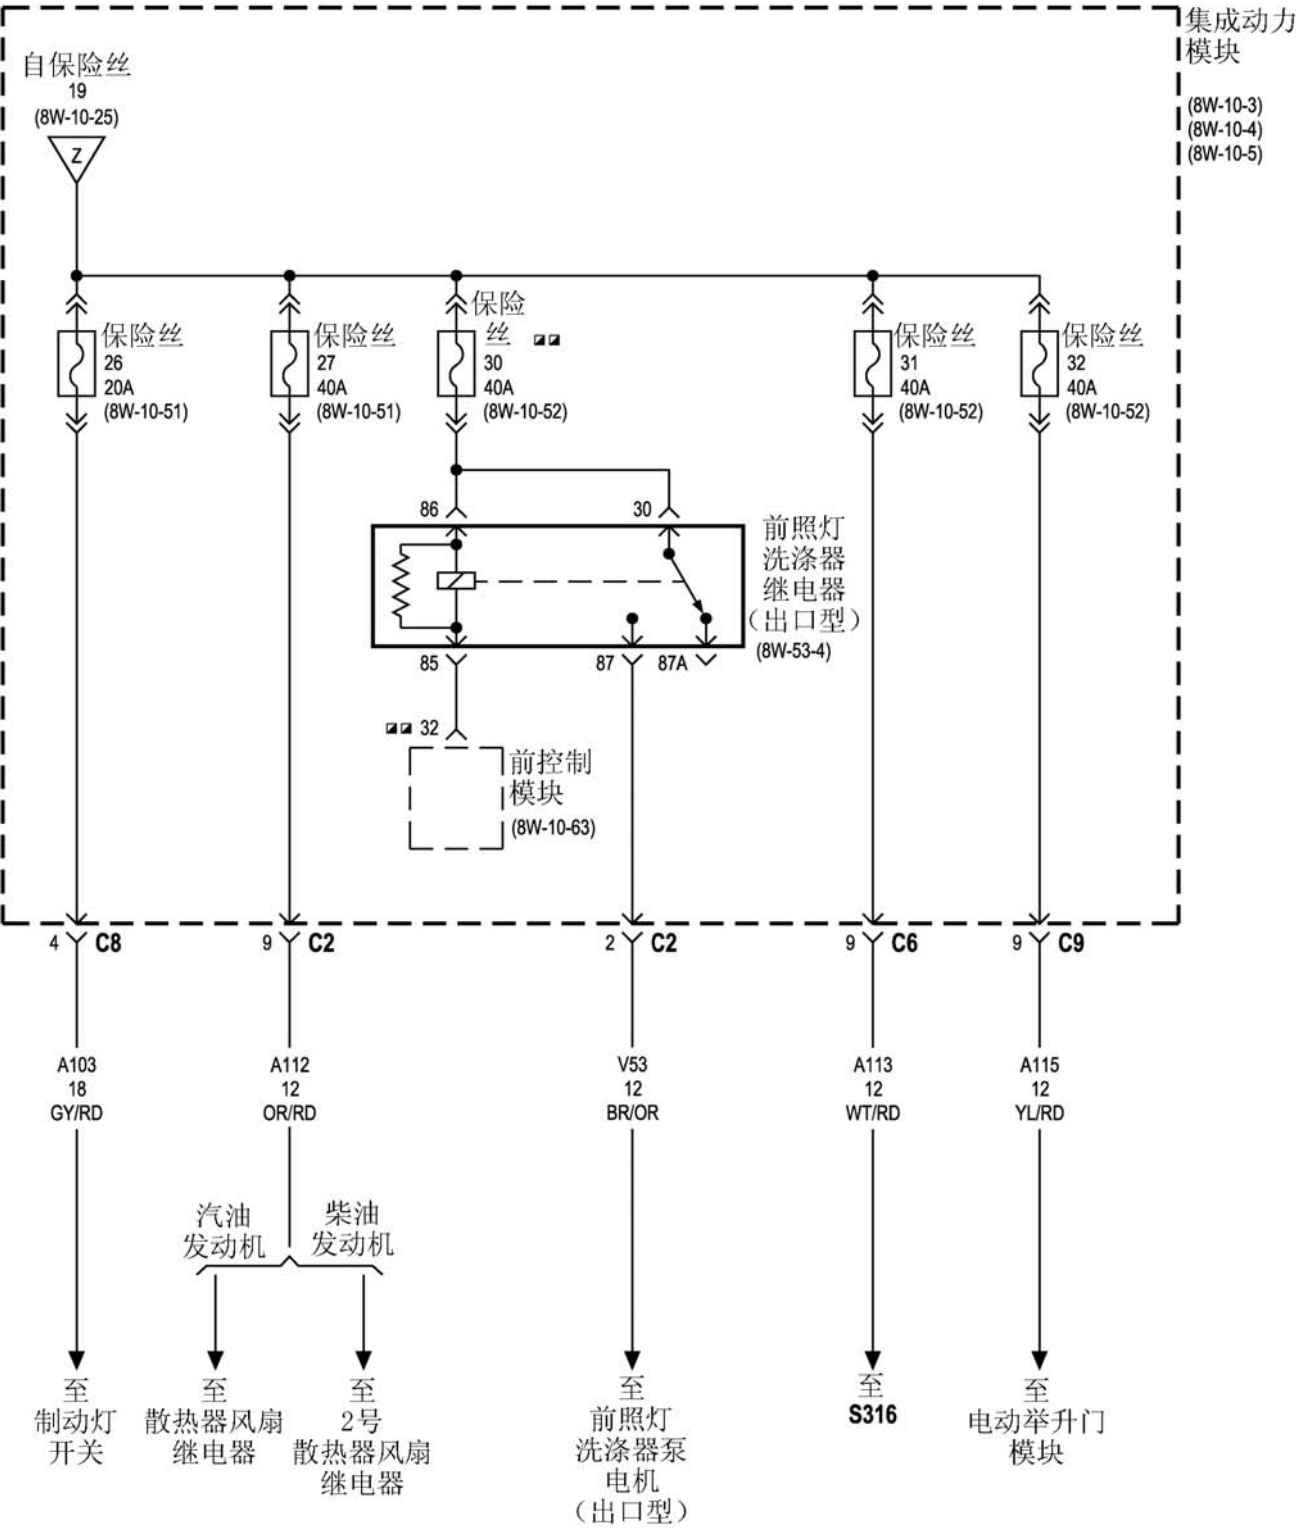 集成动力
模块
(8W-10-3)
(8W-10-4)
(8W-10-5)
自保险丝
19
(8W-10-25)
Z
保险丝
26
20A
(8W-10-51)
保险丝
27
40A
(8W-10-51)
保险
丝
30
40A
(8W-10-52)
保险丝
31
40A
(8W-10-52)
保险丝
32
40A
(8W-10-52)
86
30
前照灯
洗涤器
继电器
（出口型）
(8W-53-4)
85
87
87A
32
前控制
模块
(8W-10-63)
4 C8
9 C2
2 C2
9 C6
9 C9
A103
18
GY/RD
A112
12
OR/RD
V53
12
BR/OR
A113
12
WT/RD
A115
12
YL/RD
汽油
发动机
柴油
发动机
至
制动灯
开关
至
散热器风扇
继电器
至
2号
散热器风扇
继电器
至
前照灯
洗涤器泵
电机
（出口型）
至
S316
至
电动举升门
模块